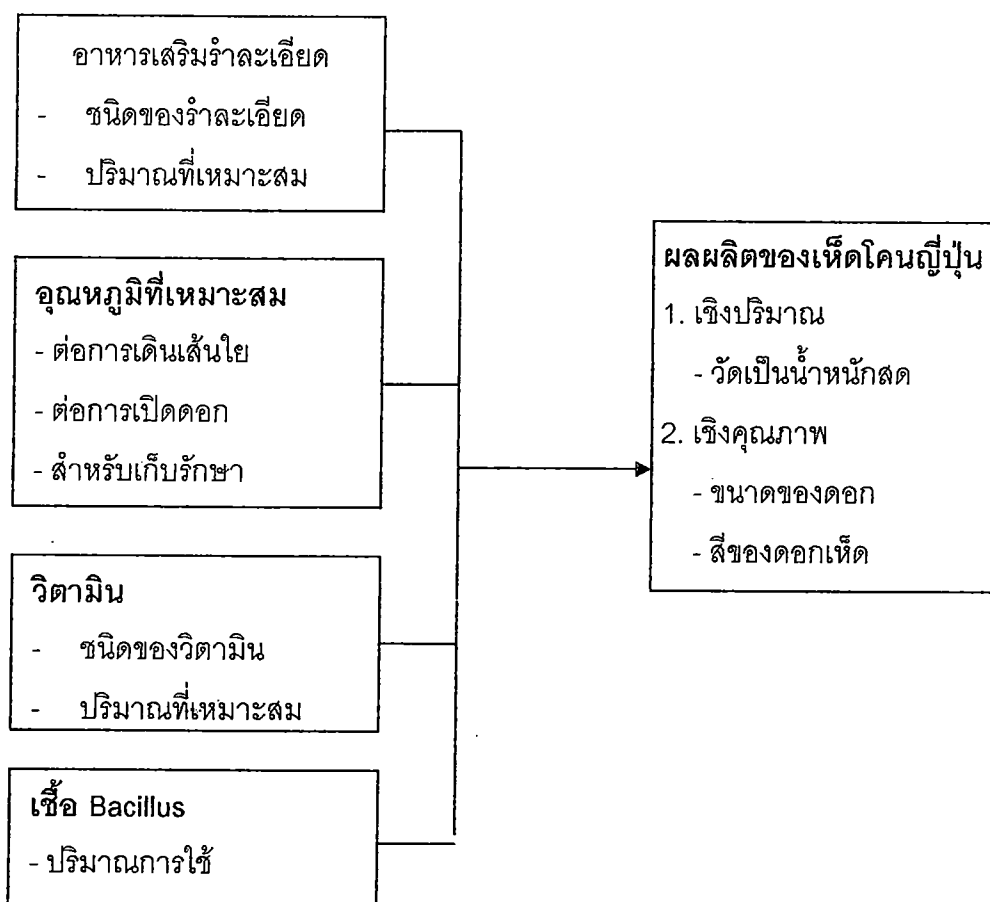 อาหารเสริมรำละเอียด
- ชนิดของรำละเอียด
- ปริมาณที่เหมาะสม
อุณหภูมิที่เหมาะสม
- ต่อการเดินเส้นใย
- ต่อการเปิดดอก
- สำหรับเก็บรักษา
วิตามิน
- ชนิดของวิตามิน
- ปริมาณที่เหมาะสม
เชื้อ Bacillus
- ปริมาณการใช้
ผลผลิตของเห็ดโคนญี่ปุ่น
1. เชิงปริมาณ
- วัดเป็นน้ำหนักสด
2. เชิงคุณภาพ
- ขนาดของดอก
- สีของดอกเห็ด